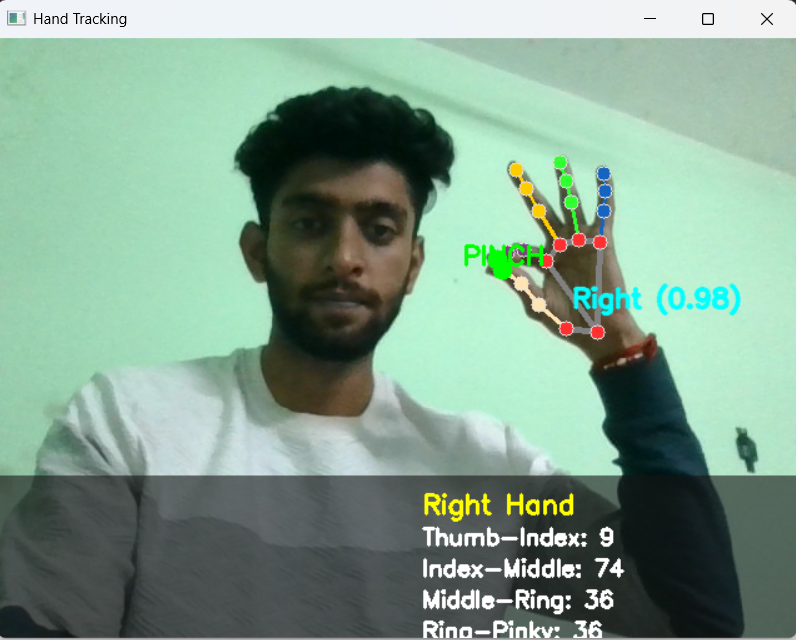 Hand Tracking
PINCH
Right (0.98)
Right Hand
Thumb-Index: 9
Index-Middle: 74
Middle-Ring: 36
Ring-Pinky: 36